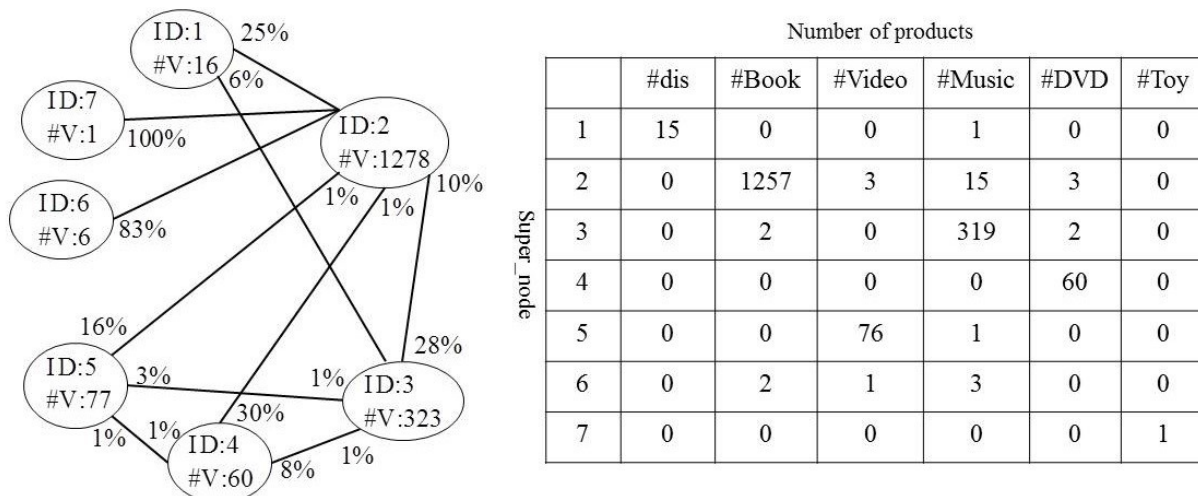 ID:1
#V:16
25%
6%
ID:7
#V:1
100%
ID:2
#V:1278
ID:6
#V:6
83%
1%
1%
10%
16%
28%
ID:5
#V:77
3%
1%
ID:3
#V:323
30%
1%
1%
ID:4
#V:60
8%
1%
Number of products
#dis #Book #Video #Music #DVD #Toy
1 15 0 0 1 0 0
2 0 1257 3 15 3 0
3 0 2 0 319 2 0
4 0 0 0 0 60 0
5 0 0 76 1 0 0
6 0 2 1 3 0 0
7 0 0 0 0 0 1
Super_node